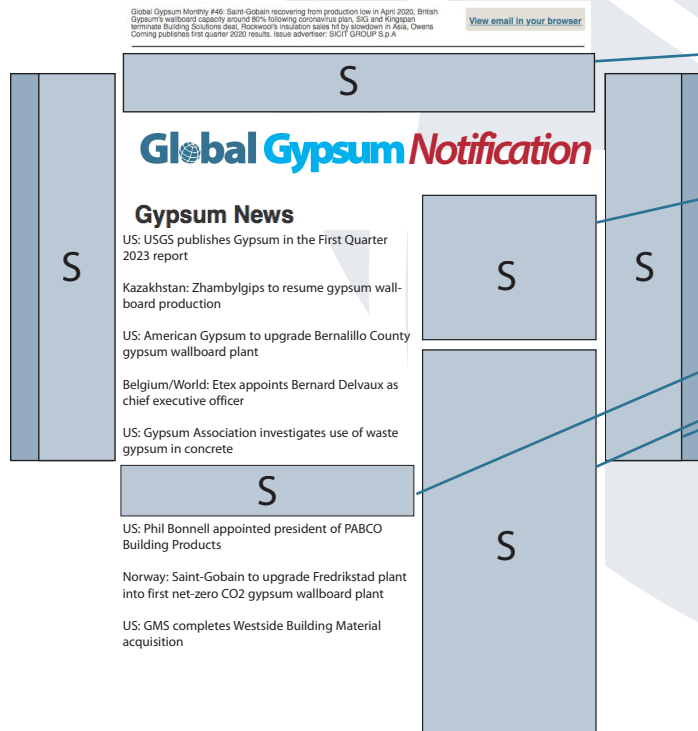 Global Gypsum Monthly #46: Saint-Gobain recovering from production low in April 2020, British
Gypsum's wallboard capacity around 80% following coronavirus plan, SIG and Kingspan
terminate Building Solutions deal, Rockwool's insulation sales hit by slowdown in Asia, Owens
Corning publishes first quarter 2020 results. Issue advertiser: SICIT GROUP S.p.A
View email in your browser
S
Global Gypsum Notification
S
S
S
Gypsum News
US: USGS publishes Gypsum in the First Quarter
2023 report
Kazakhstan: Zhambylgips to resume gypsum wall-
board production
US: American Gypsum to upgrade Bernalillo County
gypsum wallboard plant
Belgium/World: Etex appoints Bernard Delvaux as
chief executive officer
US: Gypsum Association investigates use of waste
gypsum in concrete
S
US: Phil Bonnell appointed president of PABCO
Building Products
Norway: Saint-Gobain to upgrade Fredrikstad plant
into first net-zero CO2 gypsum wallboard plant
US: GMS completes Westside Building Material
acquisition
S